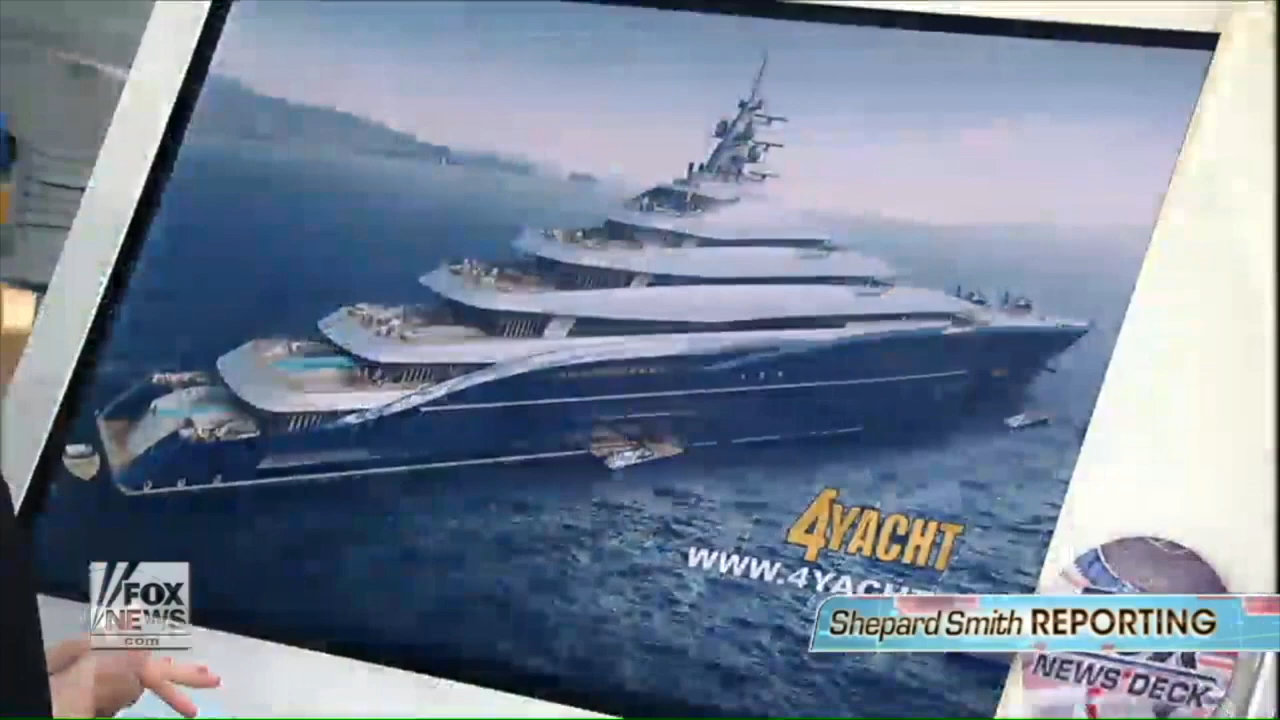 4YACHT
WWW.4YACHT
FOX
NEWS
com
Shepard Smith REPORTING
NEWS DECK